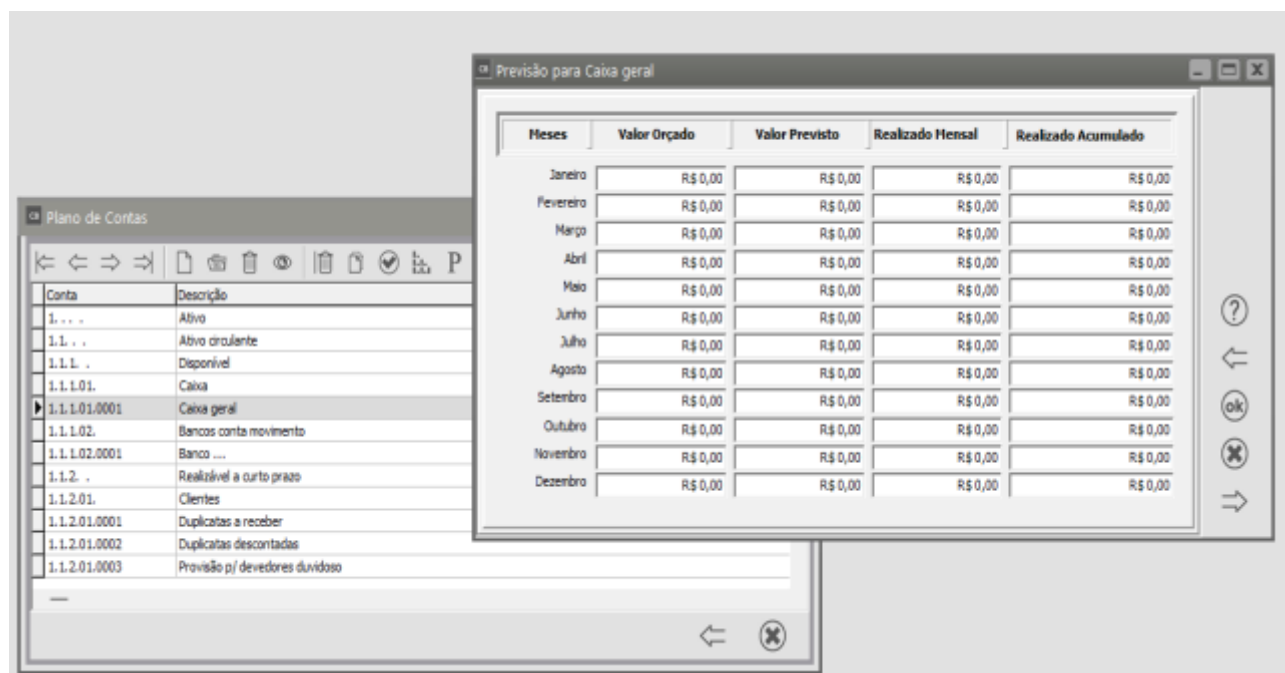 Previsão para Caixa geral
Meses Valor Orçado Valor Previsto Realizado Mensal Realizado Acumulado
Janeiro R$ 0,00 R$ 0,00 R$ 0,00 R$ 0,00
Fevereiro R$ 0,00 R$ 0,00 R$ 0,00 R$ 0,00
Março R$ 0,00 R$ 0,00 R$ 0,00 R$ 0,00
Abril R$ 0,00 R$ 0,00 R$ 0,00 R$ 0,00
Maio R$ 0,00 R$ 0,00 R$ 0,00 R$ 0,00
Junho R$ 0,00 R$ 0,00 R$ 0,00 R$ 0,00
Julho R$ 0,00 R$ 0,00 R$ 0,00 R$ 0,00
Agosto R$ 0,00 R$ 0,00 R$ 0,00 R$ 0,00
Setembro R$ 0,00 R$ 0,00 R$ 0,00 R$ 0,00
Outubro R$ 0,00 R$ 0,00 R$ 0,00 R$ 0,00
Novembro R$ 0,00 R$ 0,00 R$ 0,00 R$ 0,00
Dezembro R$ 0,00 R$ 0,00 R$ 0,00 R$ 0,00
?
ok
Plano de Contas
P
Conta Descrição
1. . . . Ativo
1.1. . . Ativo circulante
1.1.1. . Disponível
1.1.1.01. Caixa
1.1.1.01.0001 Caixa geral
1.1.1.02. Bancos conta movimento
1.1.1.02.0001 Banco ....
1.1.2. . Realizável a curto prazo
1.1.2.01. Clientes
1.1.2.01.0001 Duplicatas a receber
1.1.2.01.0002 Duplicatas descontadas
1.1.2.01.0003 Provisão p/ devedores duvidoso